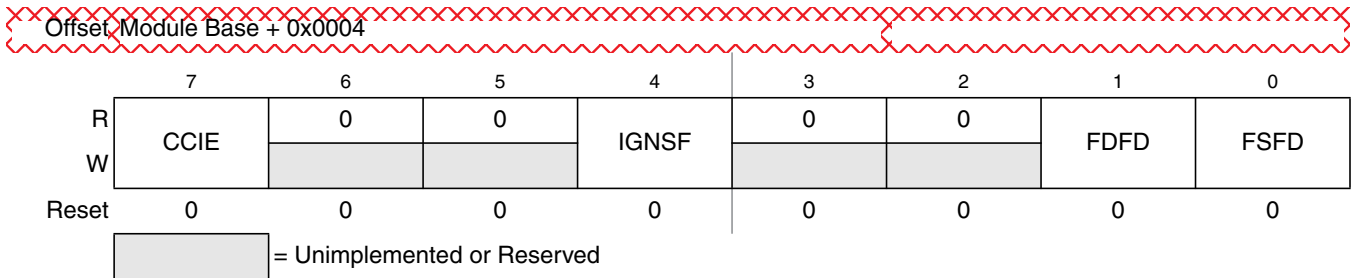 Offset Module Base + 0x0004
7 6 5 4 3 2 1 0
R CCIE 0 0 IGNSF 0 0 FDFD FSFD
W
Reset 0 0 0 0 0 0 0 0
= Unimplemented or Reserved